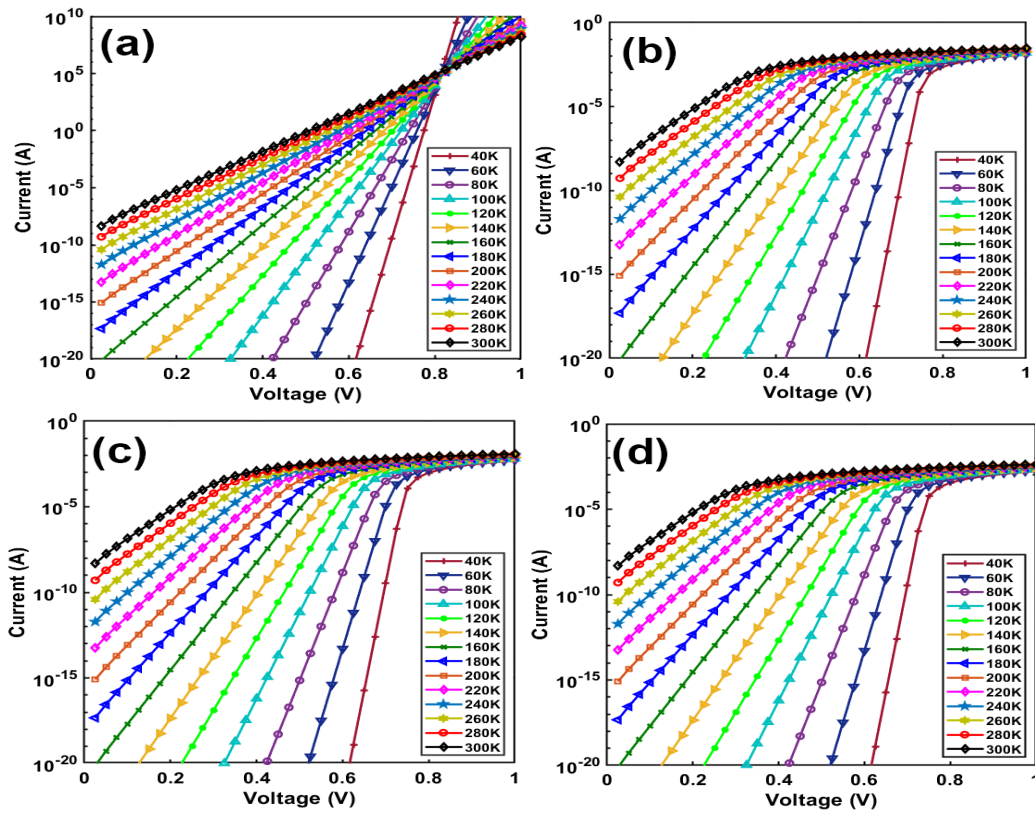 (a)
10^10
10^5
10^0
10^-5
10^-10
10^-15
10^-20
Current (A)
0 0.2 0.4 0.6 0.8 1
Voltage (V)
40K
60K
80K
100K
120K
140K
160K
180K
200K
220K
240K
260K
280K
300K
(b)
10^0
10^-5
10^-10
10^-15
10^-20
Current (A)
0 0.2 0.4 0.6 0.8 1
Voltage (V)
40K
60K
80K
100K
120K
140K
160K
180K
200K
220K
240K
260K
280K
300K
(c)
10^0
10^-5
10^-10
10^-15
10^-20
Current (A)
0 0.2 0.4 0.6 0.8 1
Voltage (V)
40K
60K
80K
100K
120K
140K
160K
180K
200K
220K
240K
260K
280K
300K
(d)
10^0
10^-5
10^-10
10^-15
10^-20
Current (A)
0 0.2 0.4 0.6 0.8 1
Voltage (V)
40K
60K
80K
100K
120K
140K
160K
180K
200K
220K
240K
260K
280K
300K